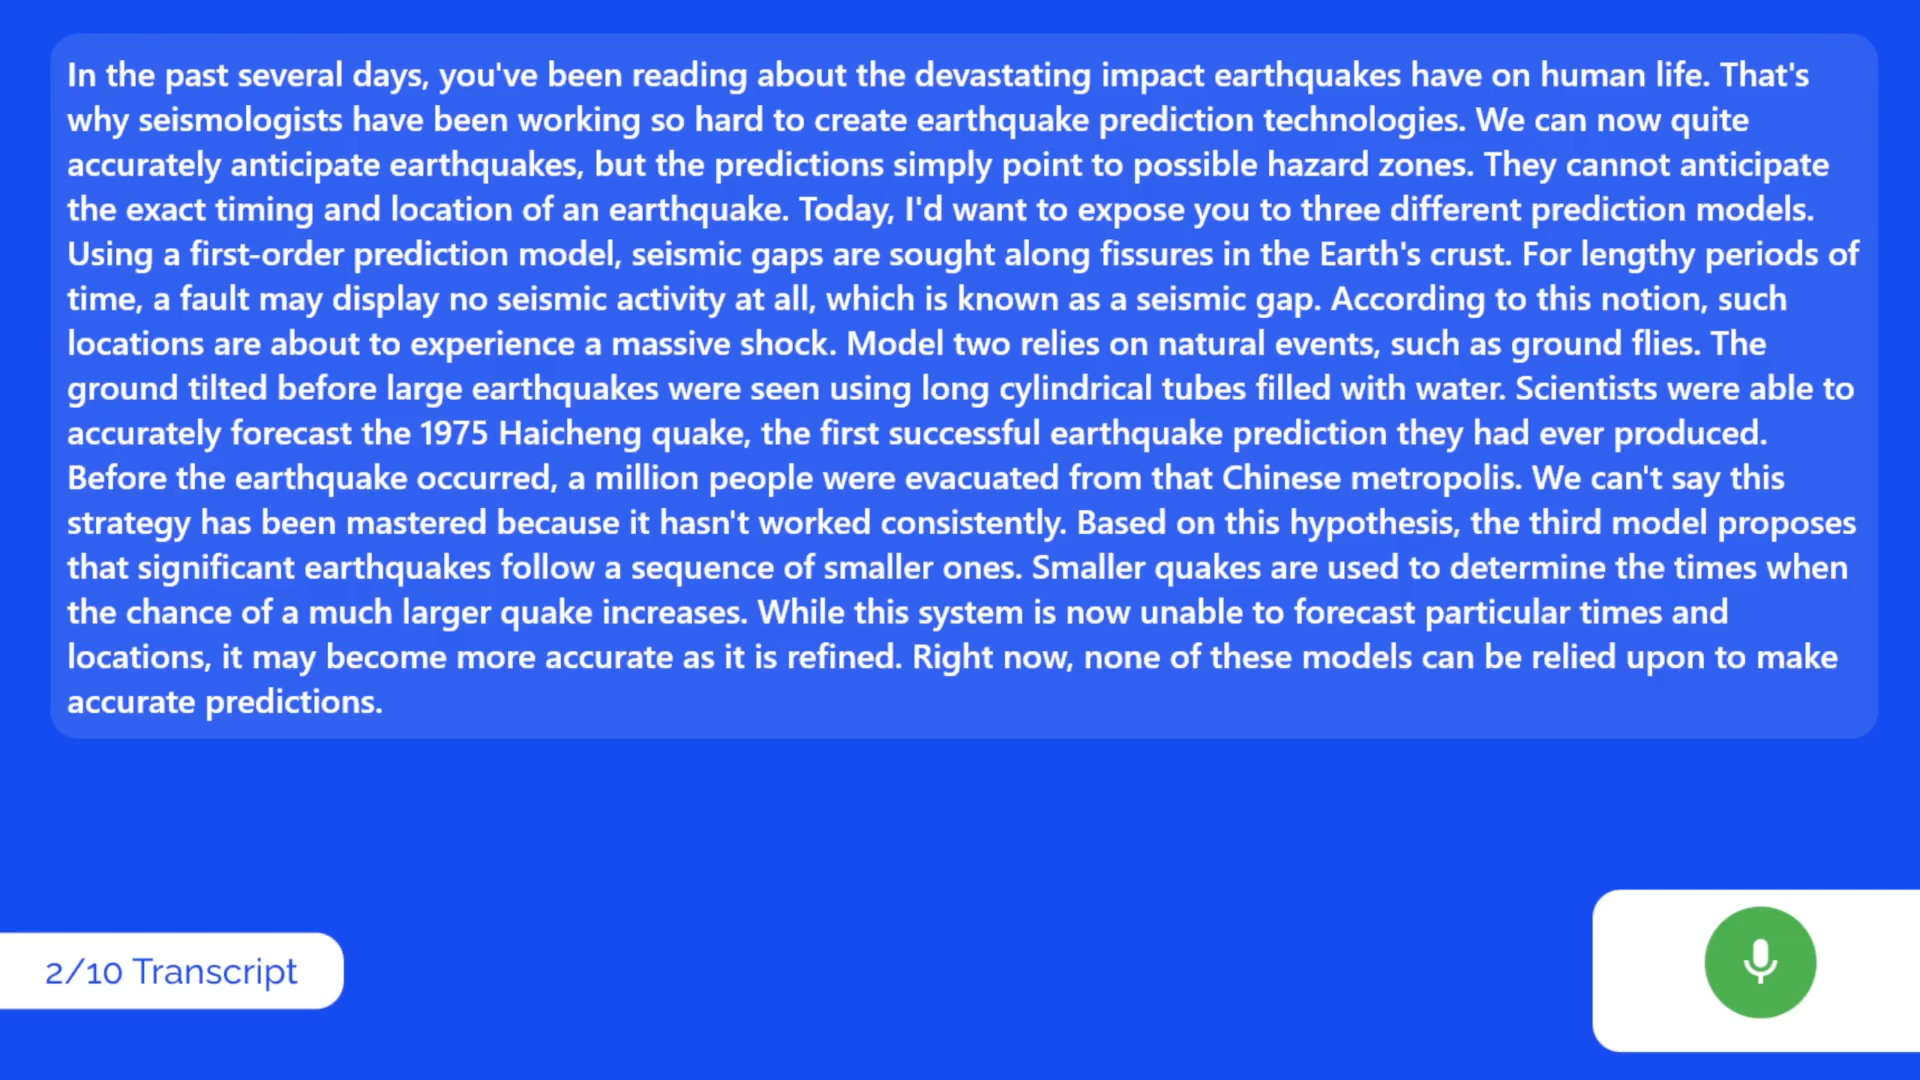 In the past several days, you've been reading about the devastating impact earthquakes have on human life. That's
why seismologists have been working so hard to create earthquake prediction technologies. We can now quite
accurately anticipate earthquakes, but the predictions simply point to possible hazard zones. They cannot anticipate
the exact timing and location of an earthquake. Today, I'd want to expose you to three different prediction models.
Using a first-order prediction model, seismic gaps are sought along fissures in the Earth's crust. For lengthy periods of
time, a fault may display no seismic activity at all, which is known as a seismic gap. According to this notion, such
locations are about to experience a massive shock. Model two relies on natural events, such as ground flies. The
ground tilted before large earthquakes were seen using long cylindrical tubes filled with water. Scientists were able to
accurately forecast the 1975 Haicheng quake, the first successful earthquake prediction they had ever produced.
Before the earthquake occurred, a million people were evacuated from that Chinese metropolis. We can't say this
strategy has been mastered because it hasn't worked consistently. Based on this hypothesis, the third model proposes
that significant earthquakes follow a sequence of smaller ones. Smaller quakes are used to determine the times when
the chance of a much larger quake increases. While this system is now unable to forecast particular times and
locations, it may become more accurate as it is refined. Right now, none of these models can be relied upon to make
accurate predictions.
2/10 Transcript